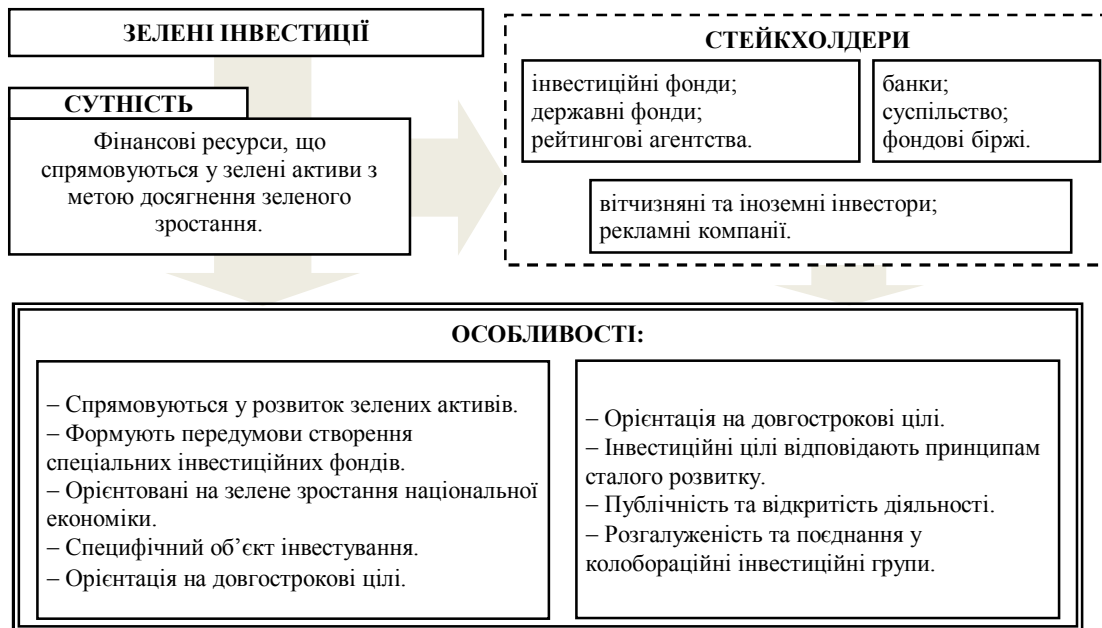 ЗЕЛЕНІ ІНВЕСТИЦІЇ
СУТНІСТЬ
Фінансові ресурси, що
спрямовуються у зелені активи з
метою досягнення зеленого
зростання.
СТЕЙКХОЛДЕРИ
інвестиційні фонди;
державні фонди;
рейтингові агентства.
банки;
суспільство;
фондові біржі.
вітчизняні та іноземні інвестори;
рекламні компанії.
ОСОБЛИВОСТІ:
– Спрямовуються у розвиток зелених активів.
– Формують передумови створення
спеціальних інвестиційних фондів.
– Орієнтовані на зелене зростання національної
економіки.
– Специфічний об’єкт інвестування.
– Орієнтація на довгострокові цілі.
– Орієнтація на довгострокові цілі.
– Інвестиційні цілі відповідають принципам
сталого розвитку.
– Публічність та відкритість діяльності.
– Розгалуженість та поєднання у
колобораційні інвестиційні групи.